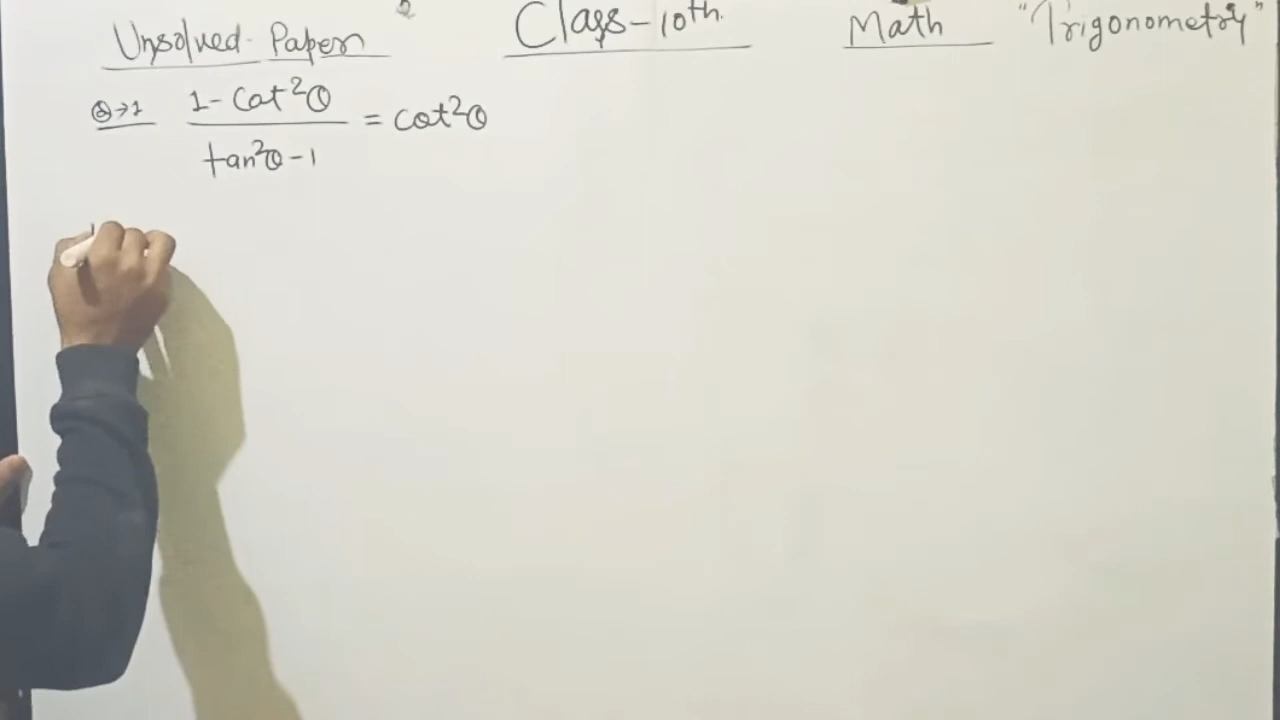 Unsolved Paper Class-10th. Math "Trigonometry"
Q→1 1-Cot²θ / tan²θ-1 = cot²θ